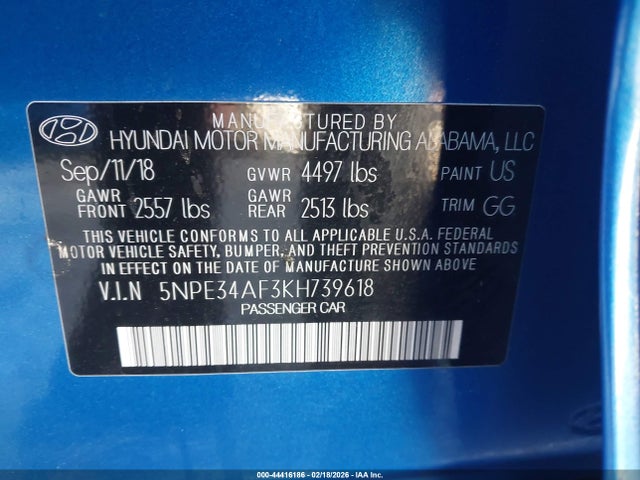 MANUFACTURED BY
HYUNDAI MOTOR MANUFACTURING ALABAMA, LLC
Sep/11/18 GVWR 4497 lbs PAINT US
GAWR FRONT 2557 lbs GAWR REAR 2513 lbs TRIM GG
THIS VEHICLE CONFORMS TO ALL APPLICABLE U.S.A. FEDERAL
MOTOR VEHICLE SAFETY, BUMPER, AND THEFT PREVENTION STANDARDS
IN EFFECT ON THE DATE OF MANUFACTURE SHOWN ABOVE
V.I.N 5NPE34AF3KH739618
PASSENGER CAR
000-44416186 - 02/18/2026 - IAA Inc.